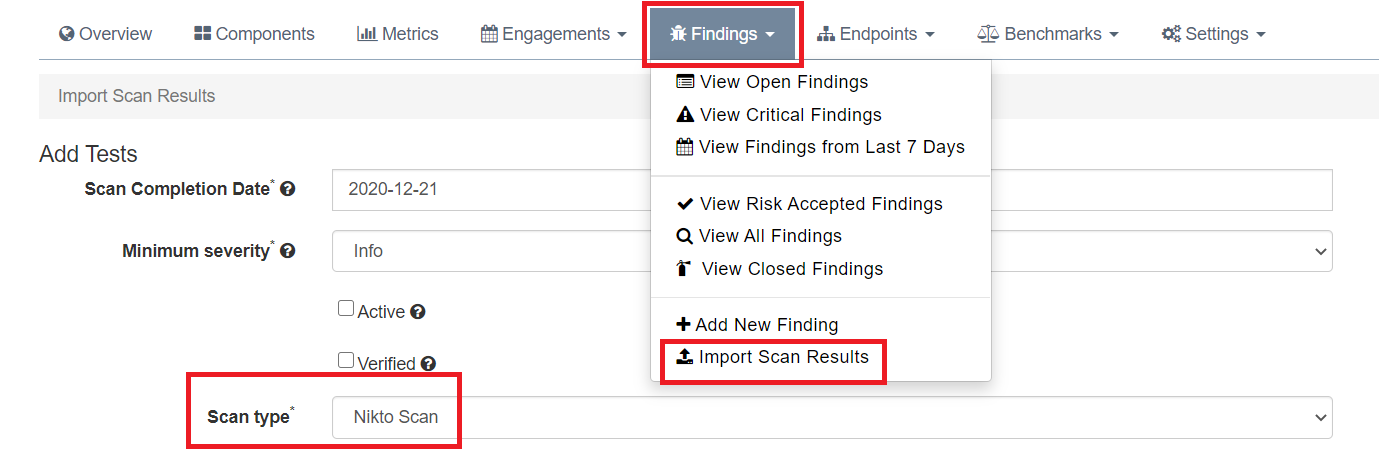 Overview Components Metrics Engagements Findings Endpoints Benchmarks Settings
View Open Findings
Import Scan Results
View Critical Findings
View Findings from Last 7 Days
Add Tests
Scan Completion Date* 2020-12-21
View Risk Accepted Findings
View All Findings
Minimum severity* Info
View Closed Findings
Active
Add New Finding
Import Scan Results
Verified
Scan type* Nikto Scan